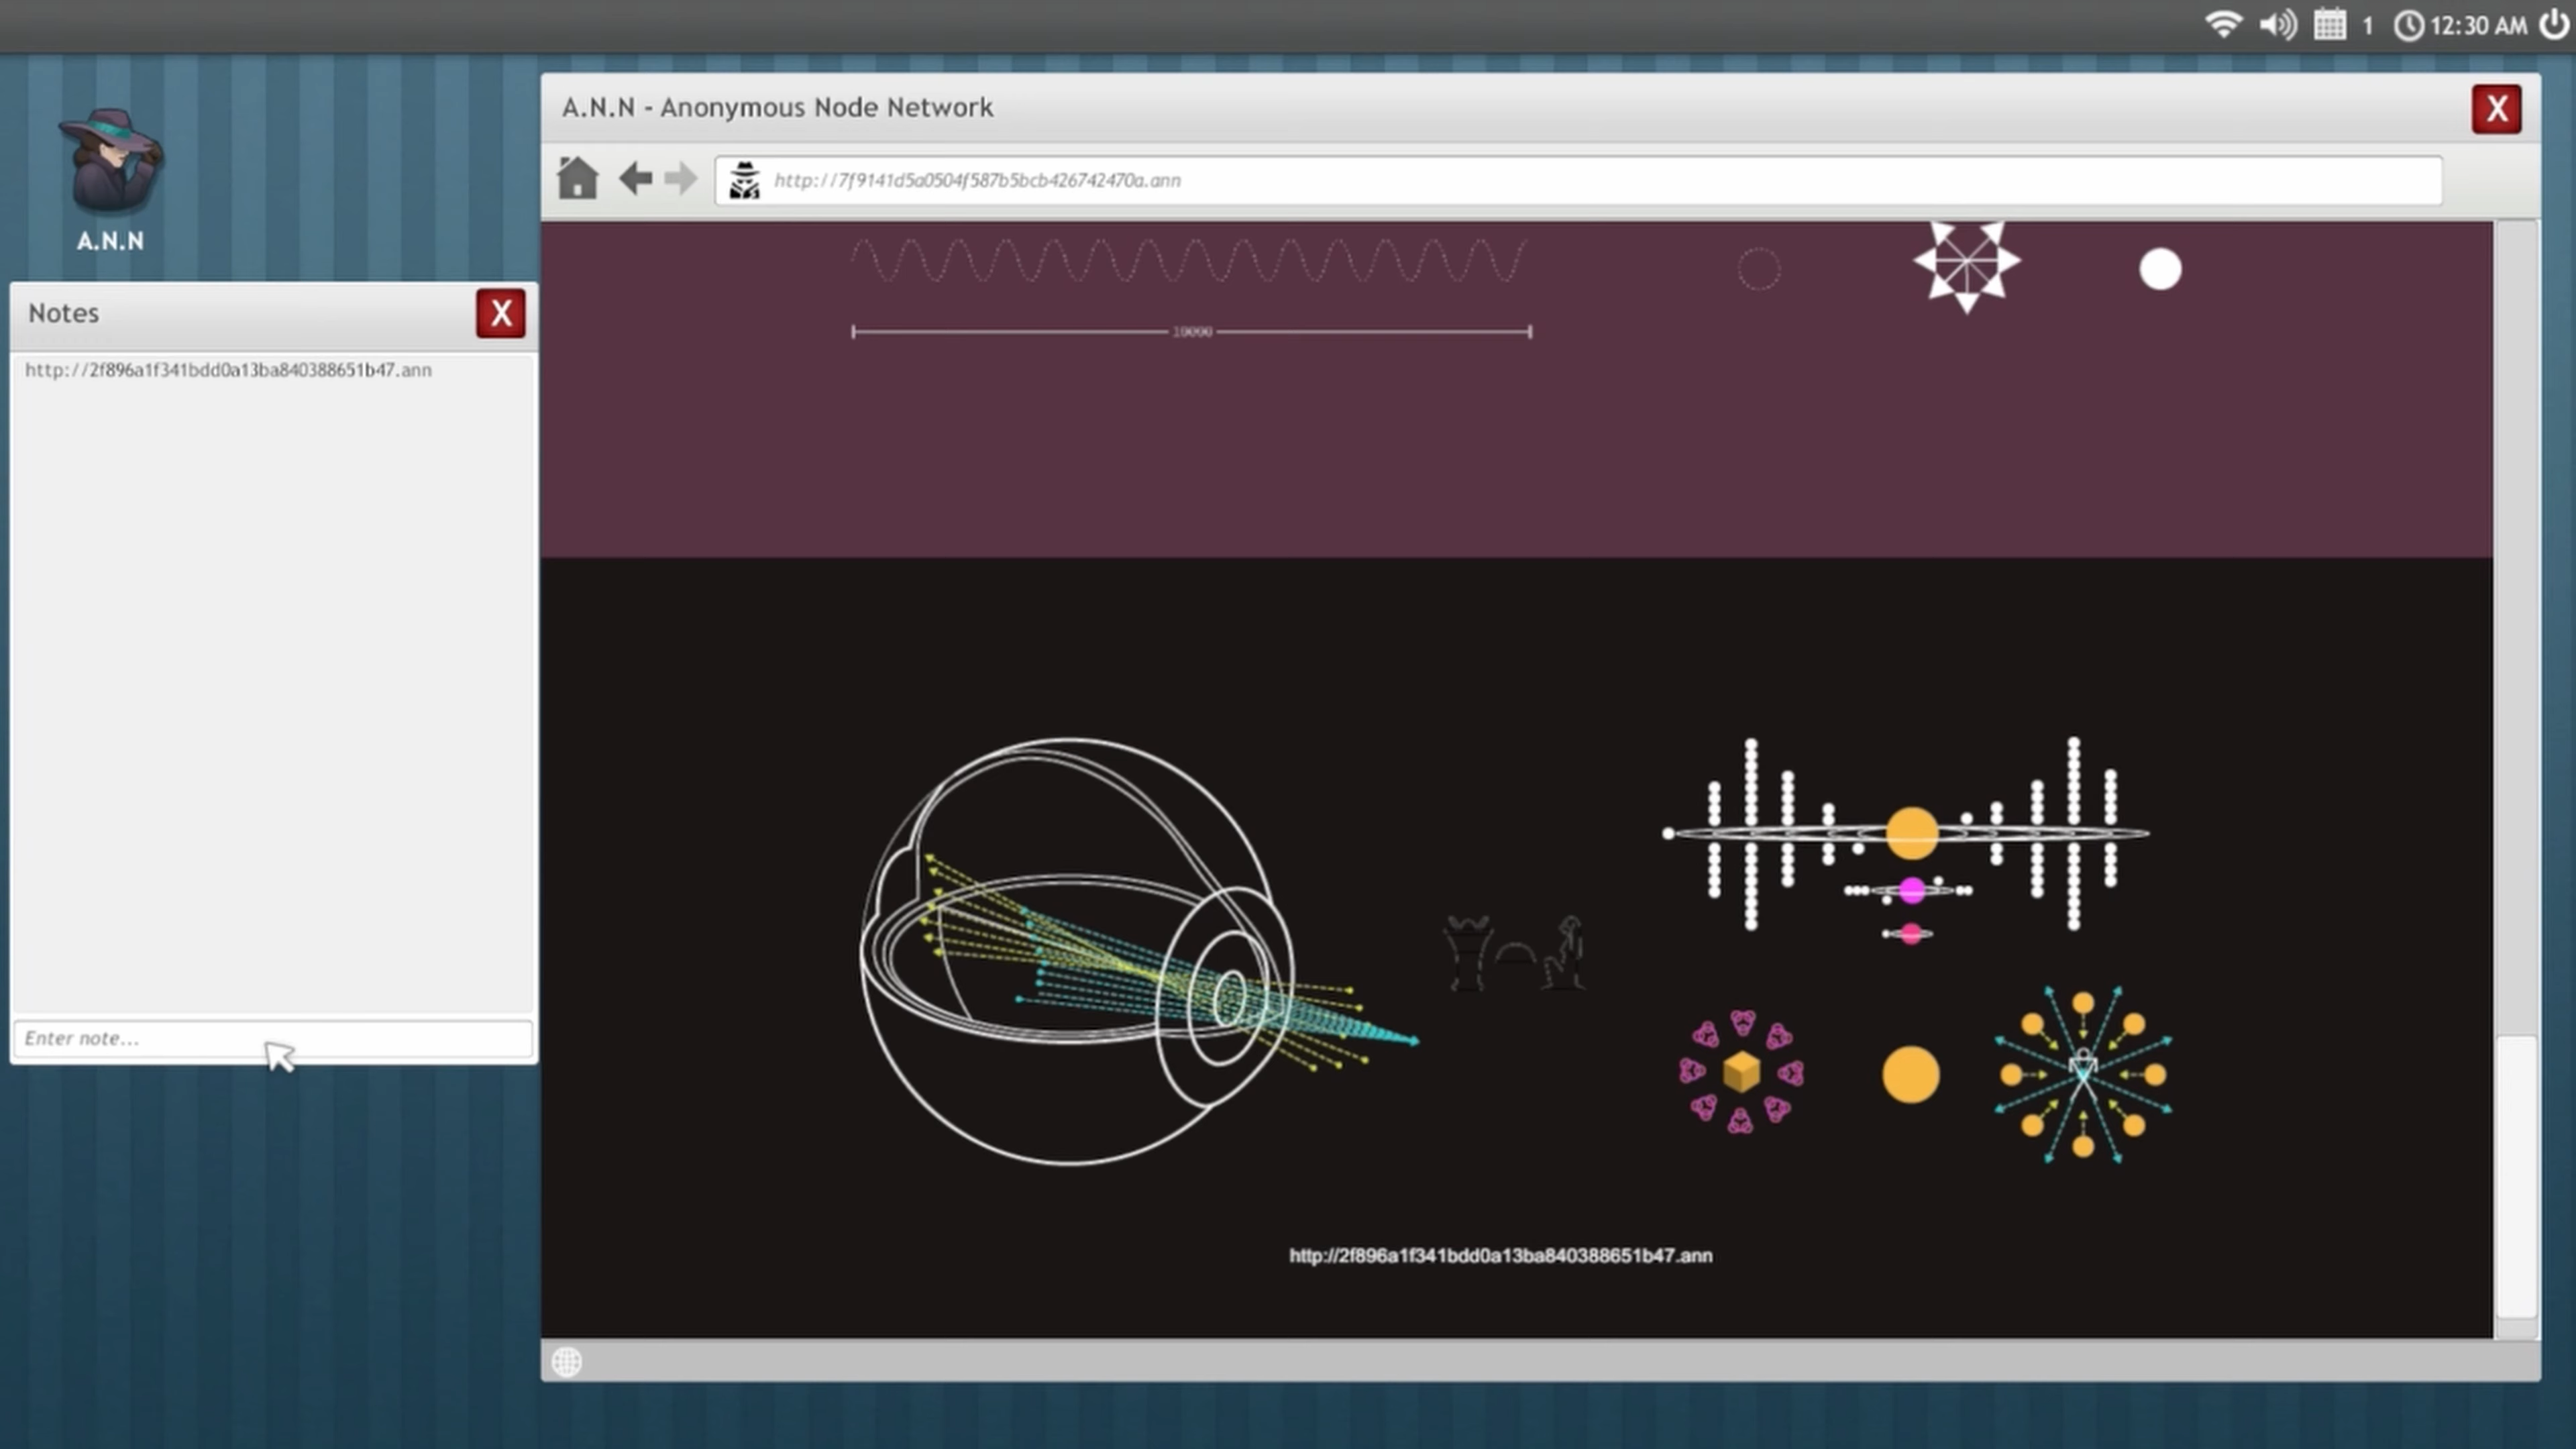 1 12:30 AM
A.N.N - Anonymous Node Network
X
http://7f9141d5a0504f587b5bcb426742470a.ann
A.N.N
Notes
X
http://2f896a1f341bdd0a13ba840388651b47.ann
Enter note...
10000
http://2f896a1f341bdd0a13ba840388651b47.ann